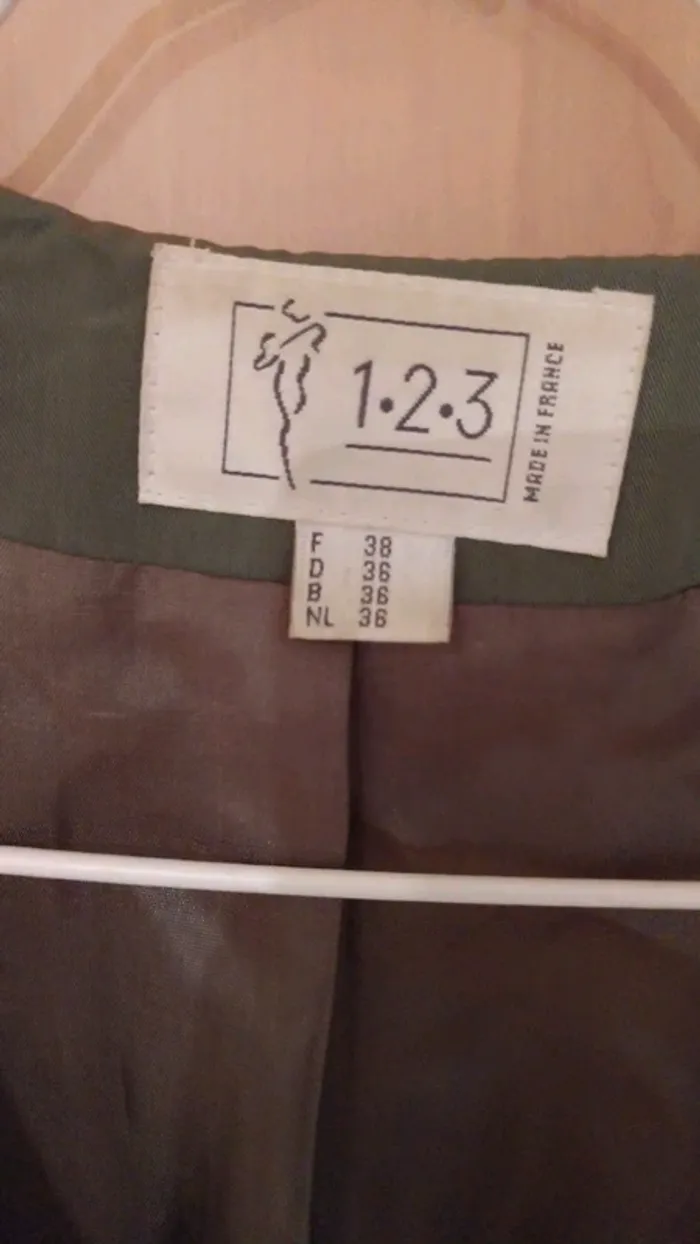 1•2•3
MADE IN FRANCE
F 38
D 36
B 36
NL 36